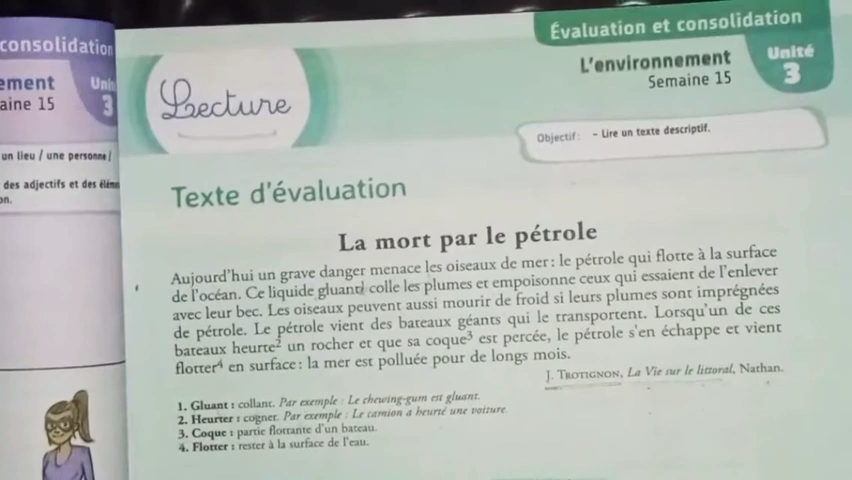 consolidation
ement
aine 15
Uni
3
un lieu / une personne /
des adjectifs et des élém
on.
Évaluation et consolidation
L'environnement
Semaine 15
Unité
3
Lecture
Objectif : - Lire un texte descriptif.
Texte d'évaluation
La mort par le pétrole
Aujourd'hui un grave danger menace les oiseaux de mer : le pétrole qui flotte à la surface
de l'océan. Ce liquide gluant colle les plumes et empoisonne ceux qui essaient de l'enlever
avec leur bec. Les oiseaux peuvent aussi mourir de froid si leurs plumes sont imprégnées
de pétrole. Le pétrole vient des bateaux géants qui le transportent. Lorsqu'un de ces
bateaux heurte² un rocher et que sa coque³ est percée, le pétrole s'en échappe et vient
flotter⁴ en surface : la mer est polluée pour de longs mois.
J. TROTIGNON, La Vie sur le littoral, Nathan.
1. Gluant : collant. Par exemple : Le chewing-gum est gluant.
2. Heurter : cogner. Par exemple : Le camion a heurté une voiture.
3. Coque : partie flottante d'un bateau.
4. Flotter : rester à la surface de l'eau.